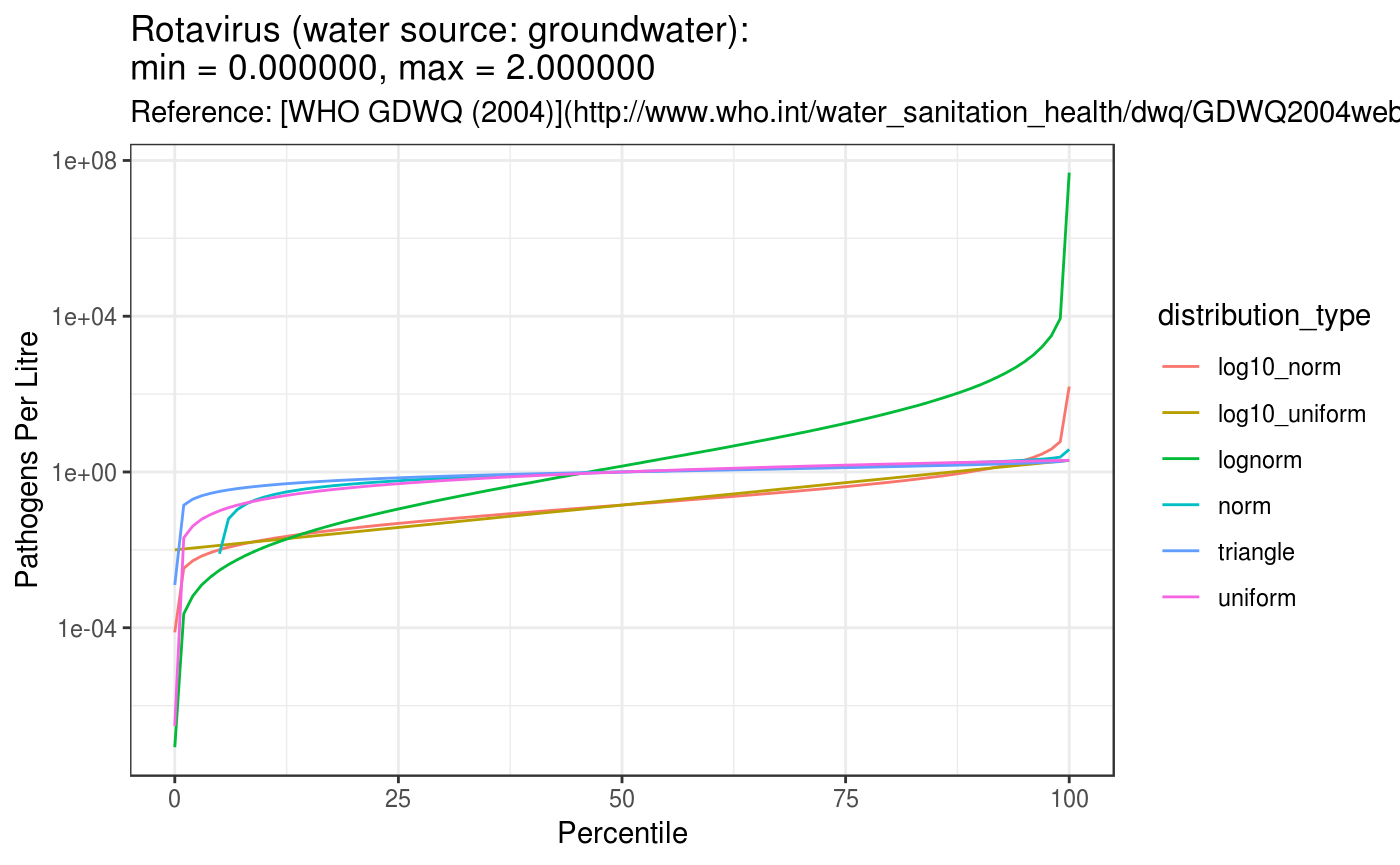 Rotavirus (water source: groundwater):
min = 0.000000, max = 2.000000
Reference: [WHO GDWQ (2004)](http://www.who.int/water_sanitation_health/dwq/GDWQ2004web
Pathogens Per Litre
1e+08
1e+04
1e+00
1e-04
0 25 50 75 100
Percentile
distribution_type
log10_norm
log10_uniform
lognorm
norm
triangle
uniform